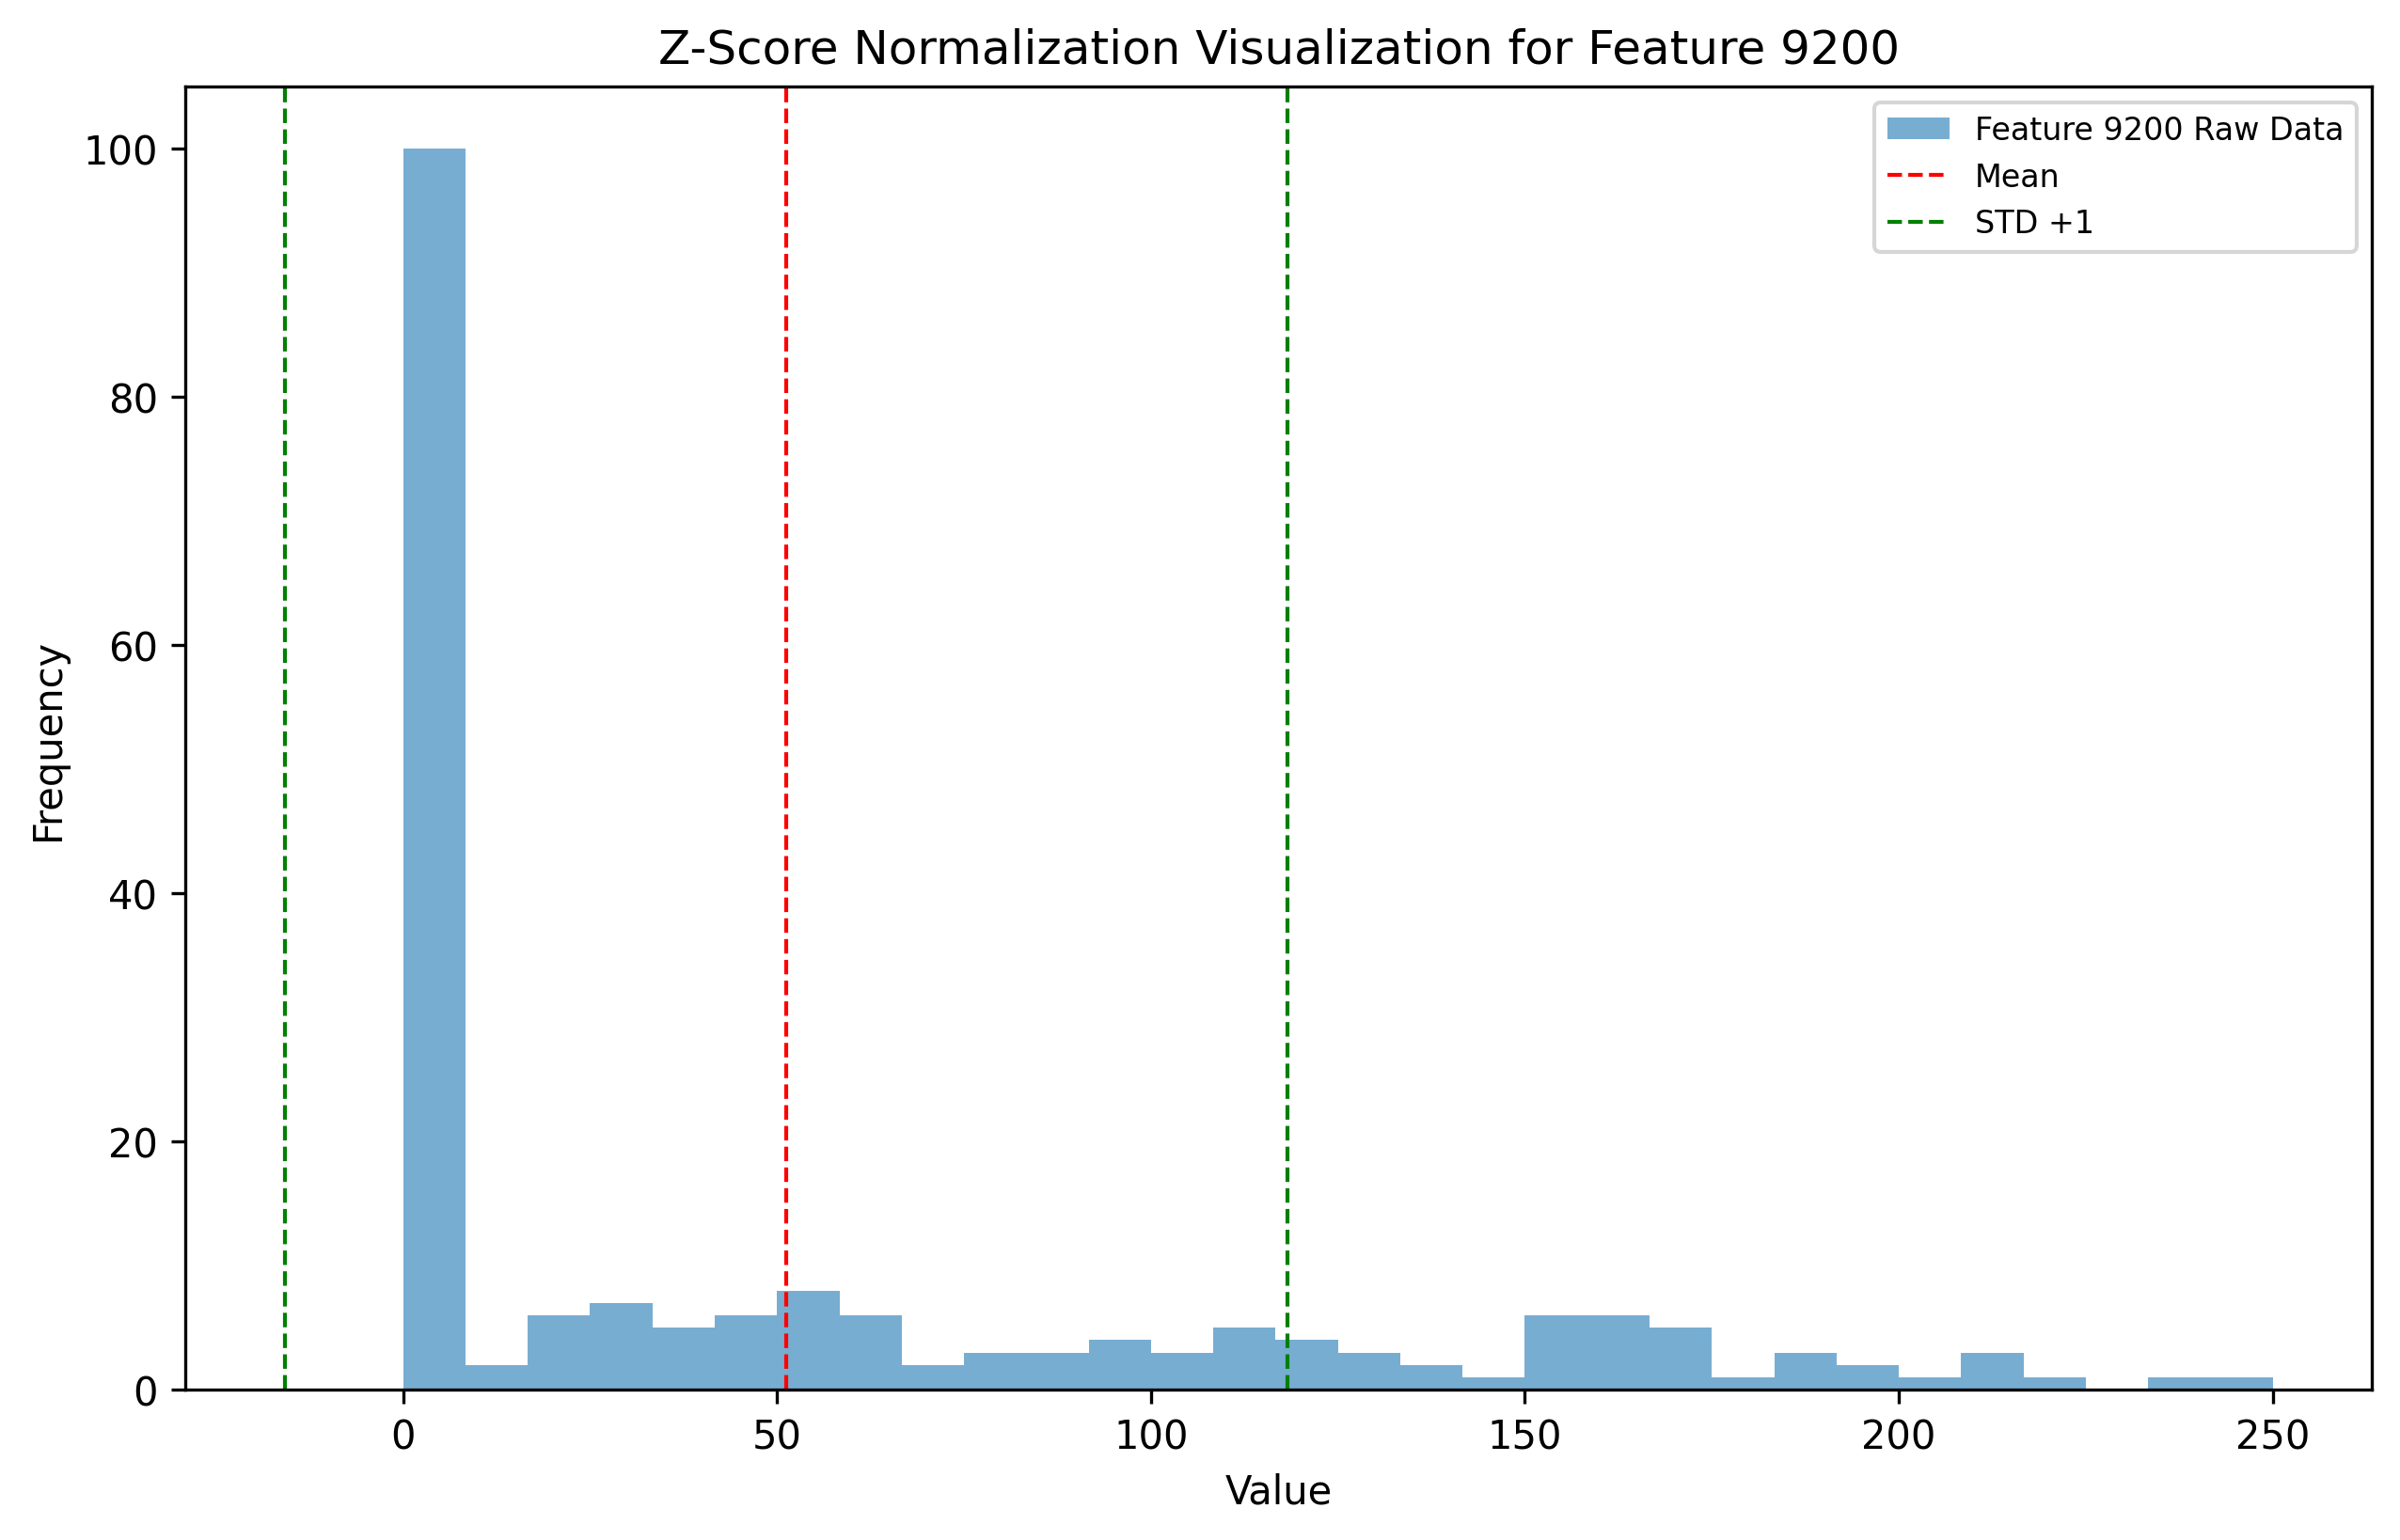 Z-Score Normalization Visualization for Feature 9200
Feature 9200 Raw Data
Mean
STD +1
100
80
60
40
20
0
Frequency
0 50 100 150 200 250
Value